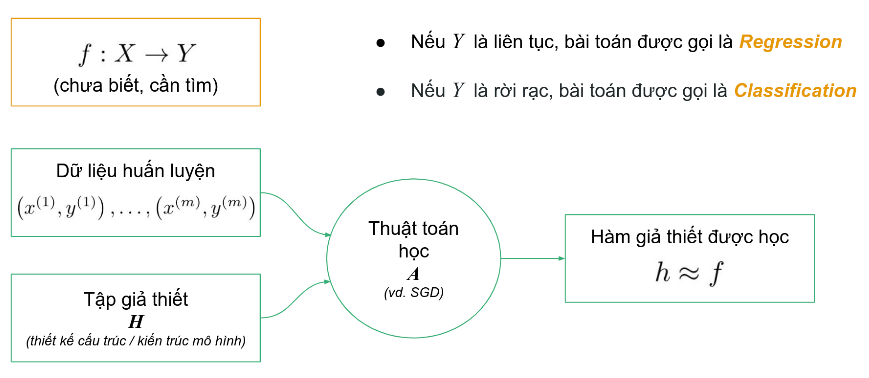 f : X → Y
(chưa biết, cần tìm)
● Nếu Y là liên tục, bài toán được gọi là Regression
● Nếu Y là rời rạc, bài toán được gọi là Classification
Dữ liệu huấn luyện
(x⁽¹⁾, y⁽¹⁾) , . . . , (x⁽ᵐ⁾, y⁽ᵐ⁾)
Tập giả thiết
H
(thiết kế cấu trúc / kiến trúc mô hình)
Thuật toán
học
A
(vd. SGD)
Hàm giả thiết được học
h ≈ f